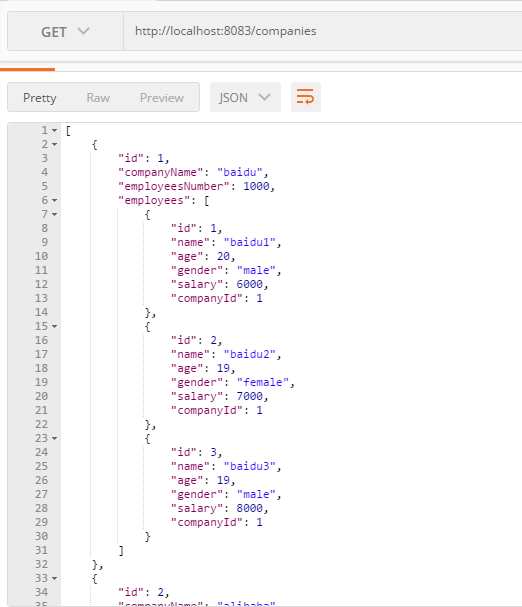 GET http://localhost:8083/companies
Pretty Raw Preview JSON
1 [
2 {
3 "id": 1,
4 "companyName": "baidu",
5 "employeesNumber": 1000,
6 "employees": [
7 {
8 "id": 1,
9 "name": "baidu1",
10 "age": 20,
11 "gender": "male",
12 "salary": 6000,
13 "companyId": 1
14 },
15 {
16 "id": 2,
17 "name": "baidu2",
18 "age": 19,
19 "gender": "female",
20 "salary": 7000,
21 "companyId": 1
22 },
23 {
24 "id": 3,
25 "name": "baidu3",
26 "age": 19,
27 "gender": "male",
28 "salary": 8000,
29 "companyId": 1
30 }
31 ]
32 },
33 {
34 "id": 2,
35 "companyName": "alibaba"